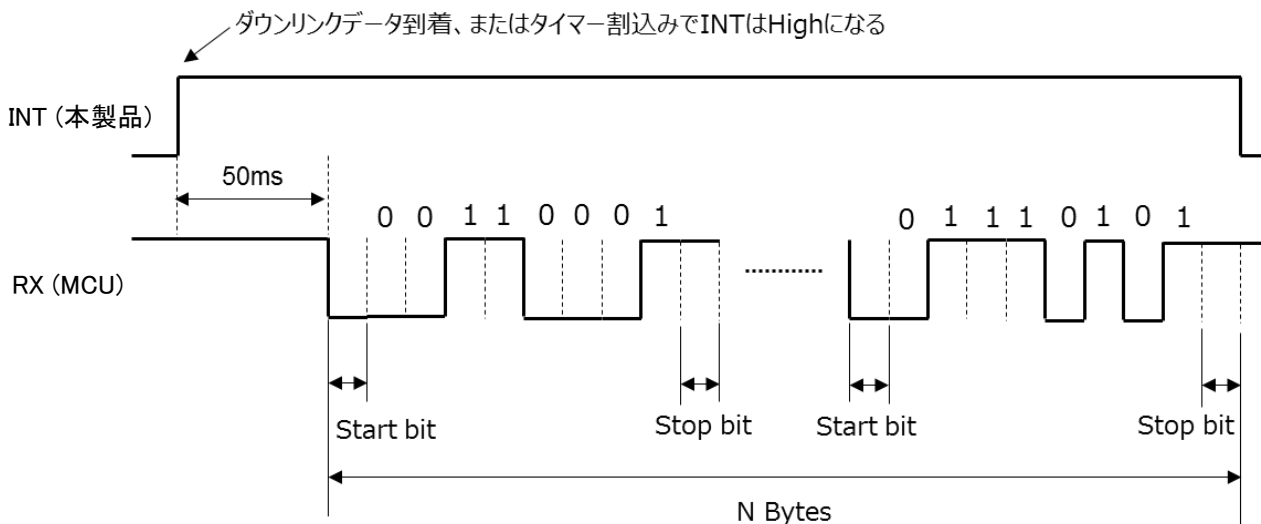 ダウンリンクデータ到着、またはタイマー割込みでINTはHighになる
INT (本製品)
50ms
0 0 1 1 0 0 0 1
0 1 1 1 0 1 0 1
RX (MCU)
............
Start bit
Stop bit
Start bit
Stop bit
N Bytes